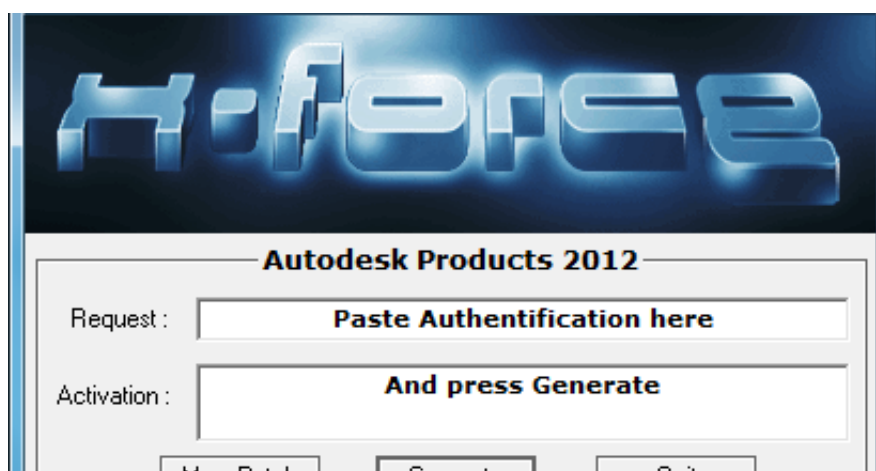 X-force
Autodesk Products 2012
Request :
Paste Authentification here
Activation :
And press Generate